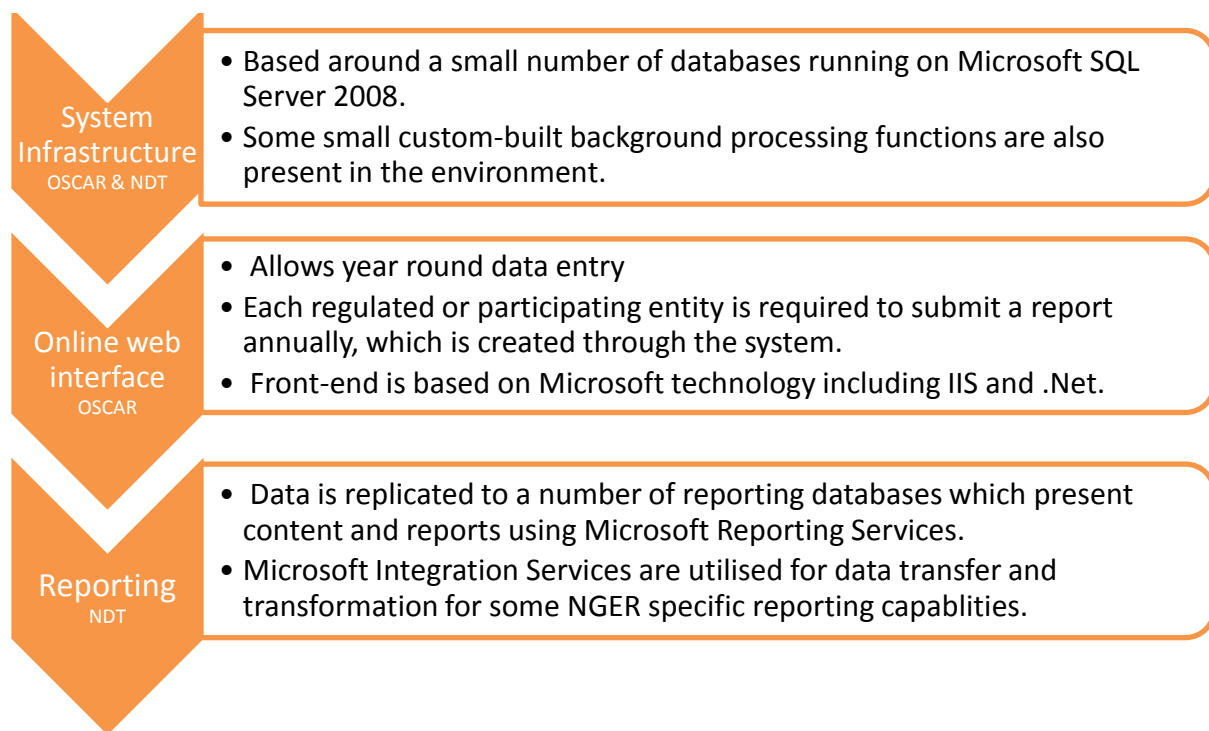 System
Infrastructure
OSCAR & NDT
• Based around a small number of databases running on Microsoft SQL
Server 2008.
• Some small custom-built background processing functions are also
present in the environment.
Online web
interface
OSCAR
• Allows year round data entry
• Each regulated or participating entity is required to submit a report
annually, which is created through the system.
• Front-end is based on Microsoft technology including IIS and .Net.
Reporting
NDT
• Data is replicated to a number of reporting databases which present
content and reports using Microsoft Reporting Services.
• Microsoft Integration Services are utilised for data transfer and
transformation for some NGER specific reporting capablities.